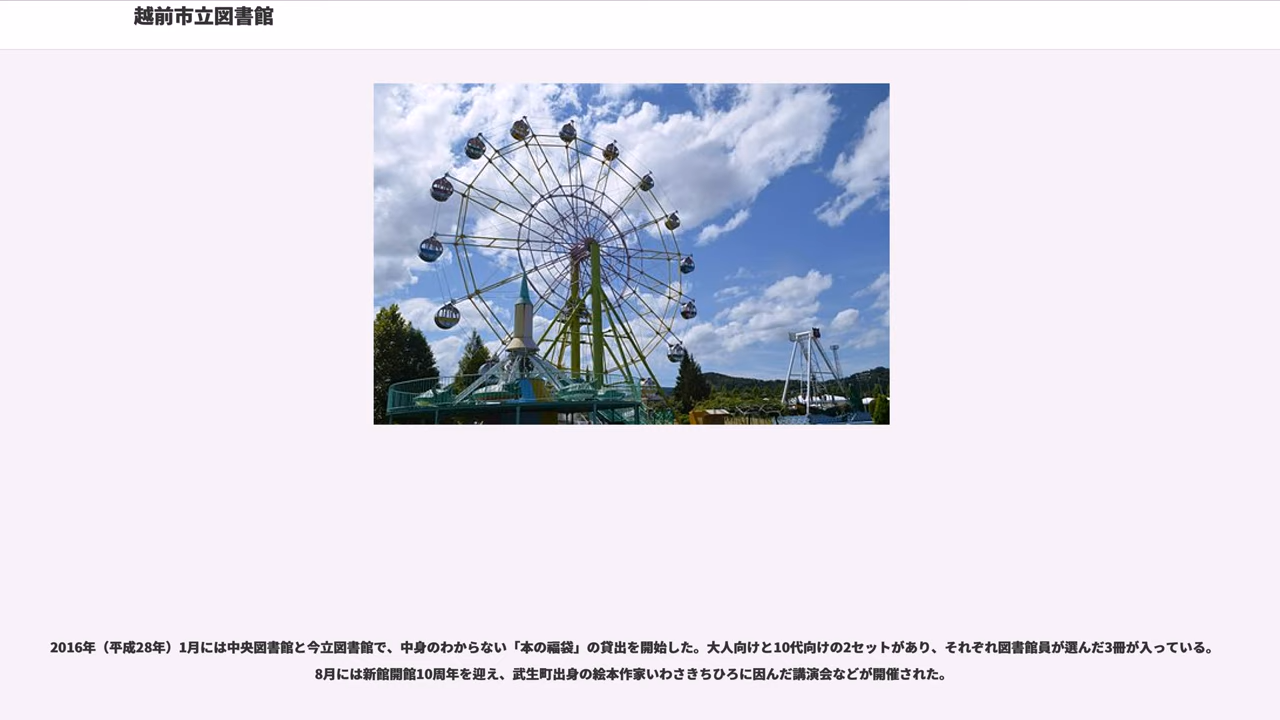 越前市立図書館
2016年（平成28年）1月には中央図書館と今立図書館で、中身のわからない「本の福袋」の貸出を開始した。大人向けと10代向けの2セットがあり、それぞれ図書館員が選んだ3冊が入っている。
8月には新館開館10周年を迎え、武生町出身の絵本作家いわさきちひろに因んだ講演会などが開催された。